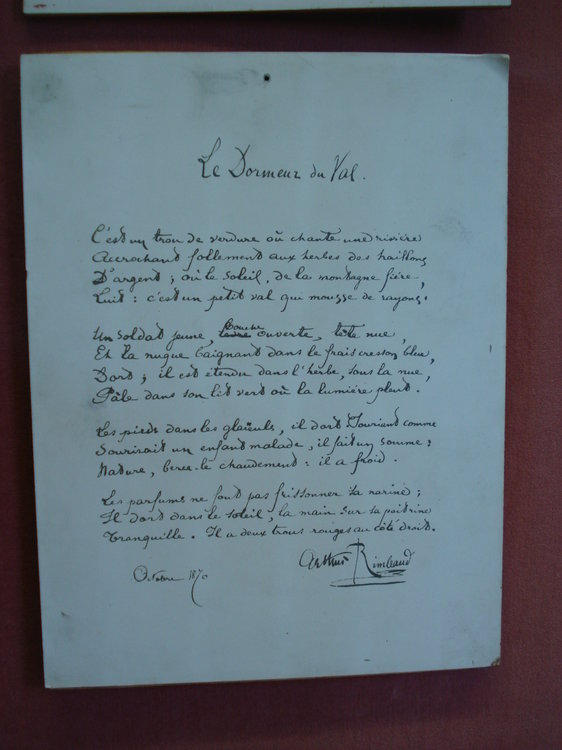 Le Dormeur du Val.
C'est un trou de verdure où chante une rivière
Accrochant follement aux herbes des haillons
D'argent ; où le soleil, de la montagne fière,
Luit : c'est un petit val qui mousse de rayons.
Un soldat jeune, lèvre bouche ouverte, tête nue,
Et la nuque baignant dans le frais cresson bleu,
Dort ; il est étendu dans l'herbe, sous la nue,
Pâle dans son lit vert où la lumière pleut.
Les pieds dans les glaïeuls, il dort. Souriant comme
Sourirait un enfant malade, il fait un somme :
Nature, berce-le chaudement : il a froid.
Les parfums ne font pas frissonner sa narine ;
Il dort dans le soleil, la main sur sa poitrine
Tranquille. Il a deux trous rouges au côté droit.
Arthur Rimbaud
Octobre 1870